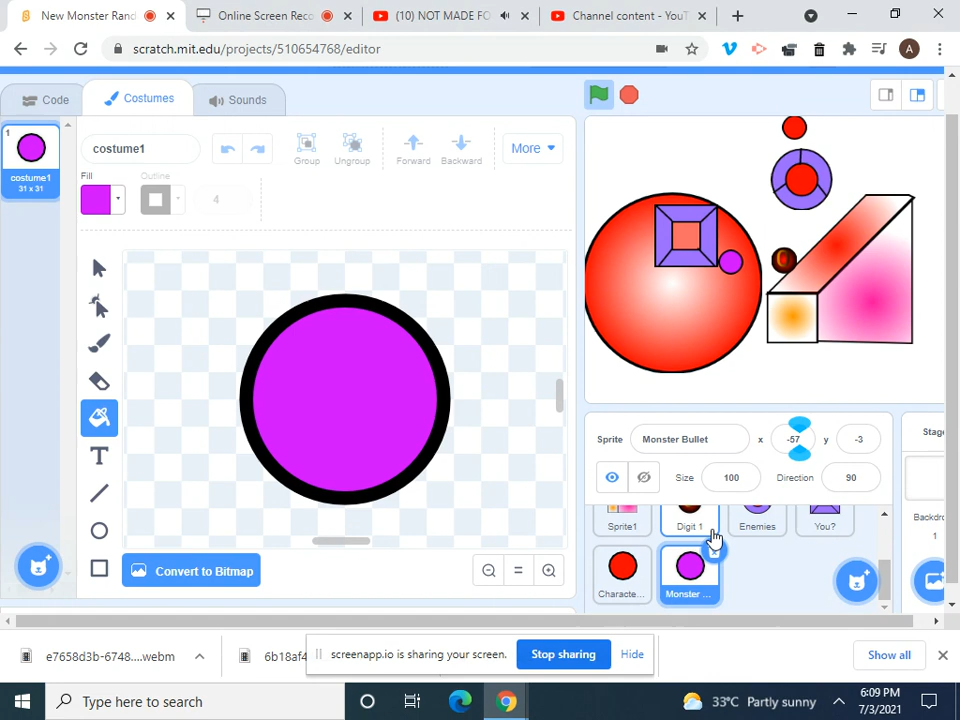 New Monster Rand
Online Screen Reco
(10) NOT MADE FO
Channel content - YouT
scratch.mit.edu/projects/510654768/editor
A
Code
Costumes
Sounds
1
costume1
31 x 31
costume1
Group
Ungroup
Forward
Backward
More
Fill
Outline
4
Convert to Bitmap
Sprite
Monster Bullet
x
-57
y
-3
Size
100
Direction
90
Stage
Sprite1
Digit 1
Enemies
You?
Backdro
1
Characte...
Monster ...
e7658d3b-6748....webm
6b18af4
screenapp.io is sharing your screen.
Stop sharing
Hide
Show all
Type here to search
33°C Partly sunny
6:09 PM
7/3/2021